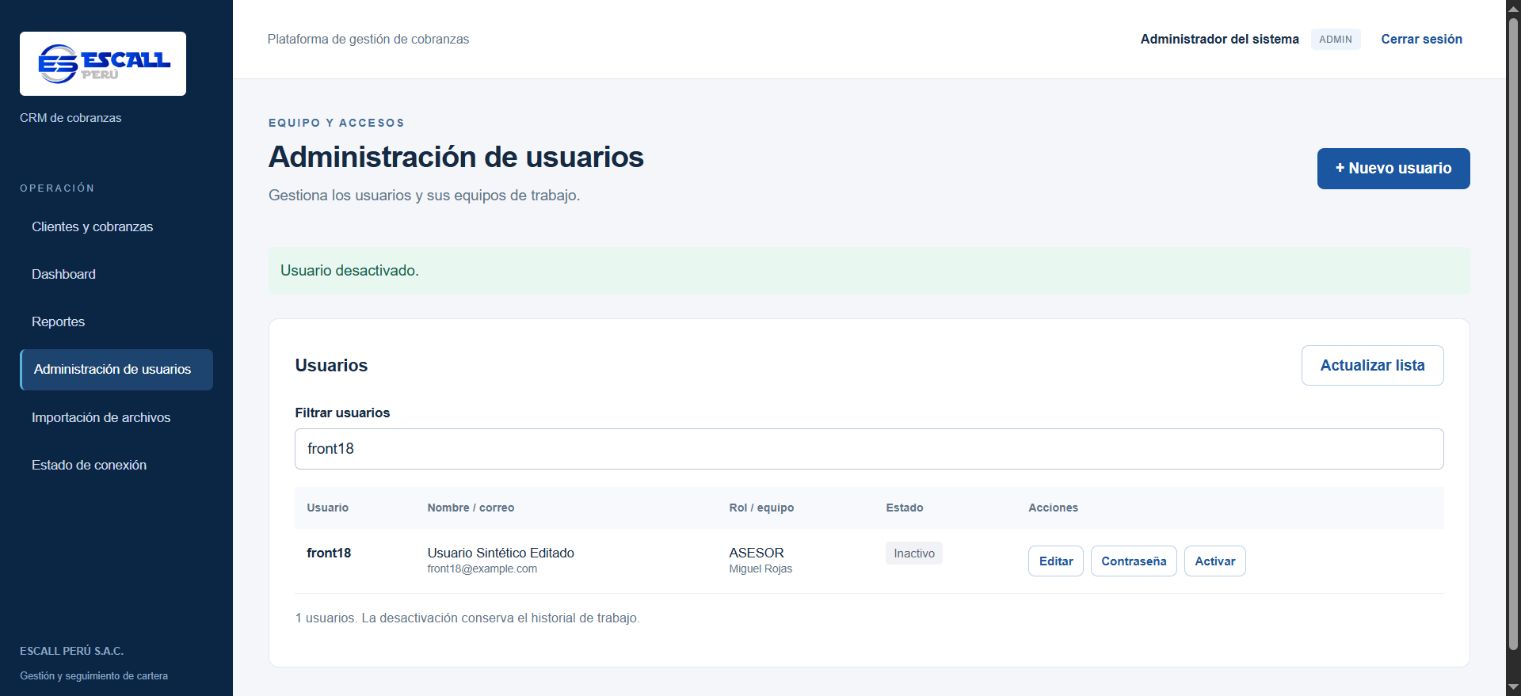 ESCALL
PERÚ
CRM de cobranzas
OPERACIÓN
Clientes y cobranzas
Dashboard
Reportes
Administración de usuarios
Importación de archivos
Estado de conexión
ESCALL PERÚ S.A.C.
Gestión y seguimiento de cartera
Plataforma de gestión de cobranzas
Administrador del sistema ADMIN Cerrar sesión
EQUIPO Y ACCESOS
Administración de usuarios
Gestiona los usuarios y sus equipos de trabajo.
+ Nuevo usuario
Usuario desactivado.
Usuarios
Actualizar lista
Filtrar usuarios
front18
Usuario Nombre / correo Rol / equipo Estado Acciones
front18 Usuario Sintético Editado ASESOR Inactivo Editar Contraseña Activar
front18@example.com Miguel Rojas
1 usuarios. La desactivación conserva el historial de trabajo.